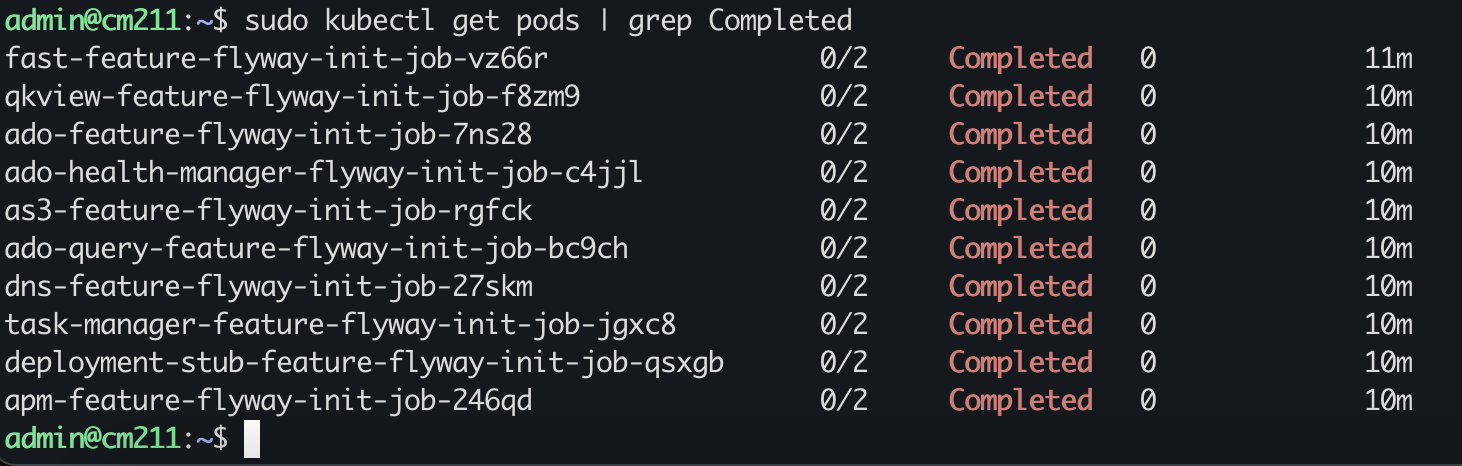 admin@cm211:~$ sudo kubectl get pods | grep Completed
fast-feature-flyway-init-job-vz66r 0/2 Completed 0 11m
qkview-feature-flyway-init-job-f8zm9 0/2 Completed 0 10m
ado-feature-flyway-init-job-7ns28 0/2 Completed 0 10m
ado-health-manager-flyway-init-job-c4jjl 0/2 Completed 0 10m
as3-feature-flyway-init-job-rgfck 0/2 Completed 0 10m
ado-query-feature-flyway-init-job-bc9ch 0/2 Completed 0 10m
dns-feature-flyway-init-job-27skm 0/2 Completed 0 10m
task-manager-feature-flyway-init-job-jgxc8 0/2 Completed 0 10m
deployment-stub-feature-flyway-init-job-qsxgb 0/2 Completed 0 10m
apm-feature-flyway-init-job-246qd 0/2 Completed 0 10m
admin@cm211:~$